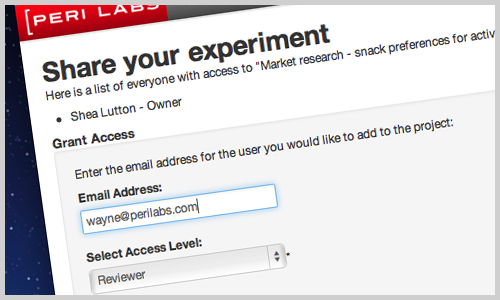 [PERI LABS]
Share your experiment
Here is a list of everyone with access to "Market research - snack preferences for activ
Shea Lutton - Owner
Grant Access
Enter the email address for the user you would like to add to the project:
Email Address:
wayne@perilabs.com
Select Access Level:
Reviewer
*